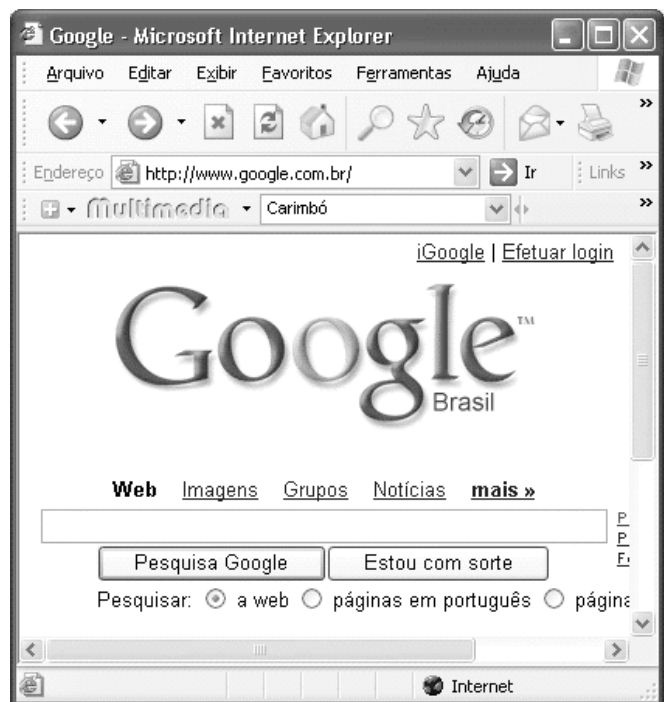 Google - Microsoft Internet Explorer
Arquivo Editar Exibir Favoritos Ferramentas Ajuda
»
Endereço http://www.google.com.br/ Ir Links »
Multimedia Carimbó »
iGoogle | Efetuar login
Google™
Brasil
Web Imagens Grupos Notícias mais »
P
P
Pesquisa Google Estou com sorte
Pesquisar: a web páginas em português página
Internet